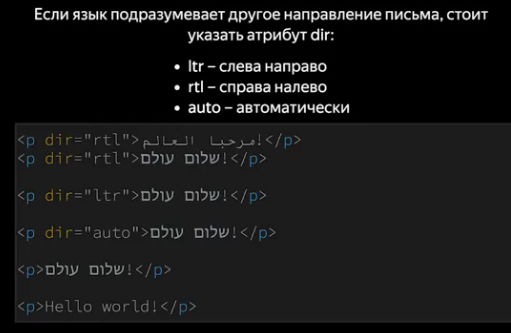 Если язык подразумевает другое направление письма, стоит
указать атрибут dir:
• ltr – слева направо
• rtl – справа налево
• auto – автоматически
<p dir="rtl">مرحبا العالم!</p>
<p dir="rtl">שלום עולם!</p>
<p dir="ltr">שלום עולם!</p>
<p dir="auto">שלום עולם!</p>
<p>שלום עולם!</p>
<p>Hello world!</p>